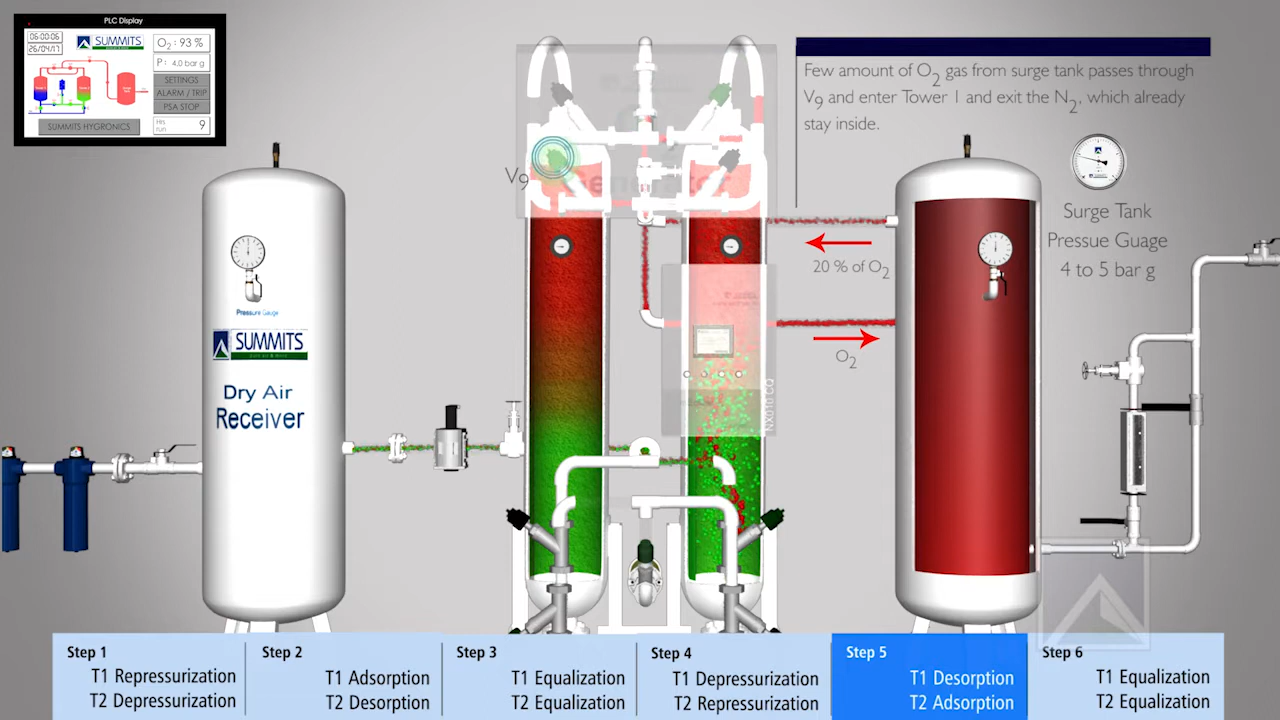 PLC Display
06:00:06
26/04/17
SUMMITS
O2 : 93 %
P: 4.0 bar g
SETTINGS
ALARM / TRIP
PSA STOP
SUMMITS HYGRONICS
Hrs
run
9
Few amount of O2 gas from surge tank passes through
V9 and enter Tower 1 and exit the N2, which already
stay inside.
V9
Generator
Surge Tank
Pressue Guage
4 to 5 bar g
20 % of O2
O2
NX010 CQ
Pressure Gauge
SUMMITS
Dry Air
Receiver
Step 1
T1 Repressurization
T2 Depressurization
Step 2
T1 Adsorption
T2 Desorption
Step 3
T1 Equalization
T2 Equalization
Step 4
T1 Depressurization
T2 Repressurization
Step 5
T1 Desorption
T2 Adsorption
Step 6
T1 Equalization
T2 Equalization